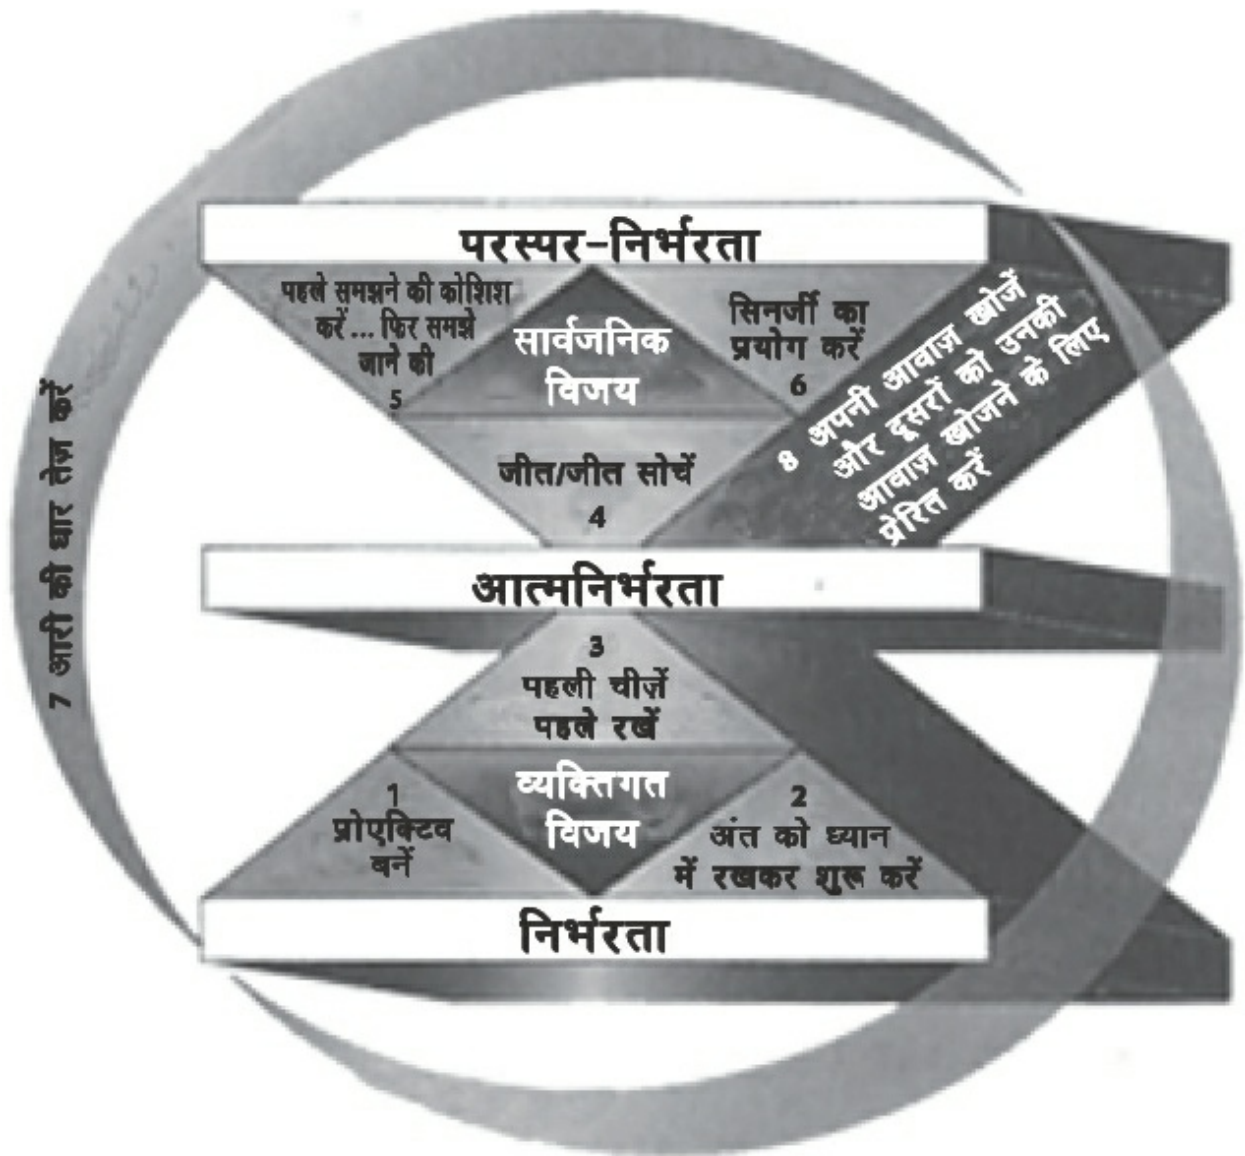 परस्पर-निर्भरता
पहले समझने की कोशिश
करें... फिर समझे
जाने की
5
सार्वजनिक
विजय
सिनर्जी का
प्रयोग करें
6
8 अपनी आवाज़ खोजें
और दूसरों को उनकी
आवाज़ खोजने के लिए
प्रेरित करें
जीत/जीत सोचें
4
7 आरी की धार तेज़ करें
आत्मनिर्भरता
3
पहली चीज़ें
पहले रखें
व्यक्तिगत
विजय
1
प्रोएक्टिव
बनें
2
अंत को ध्यान
में रखकर शुरू करें
निर्भरता